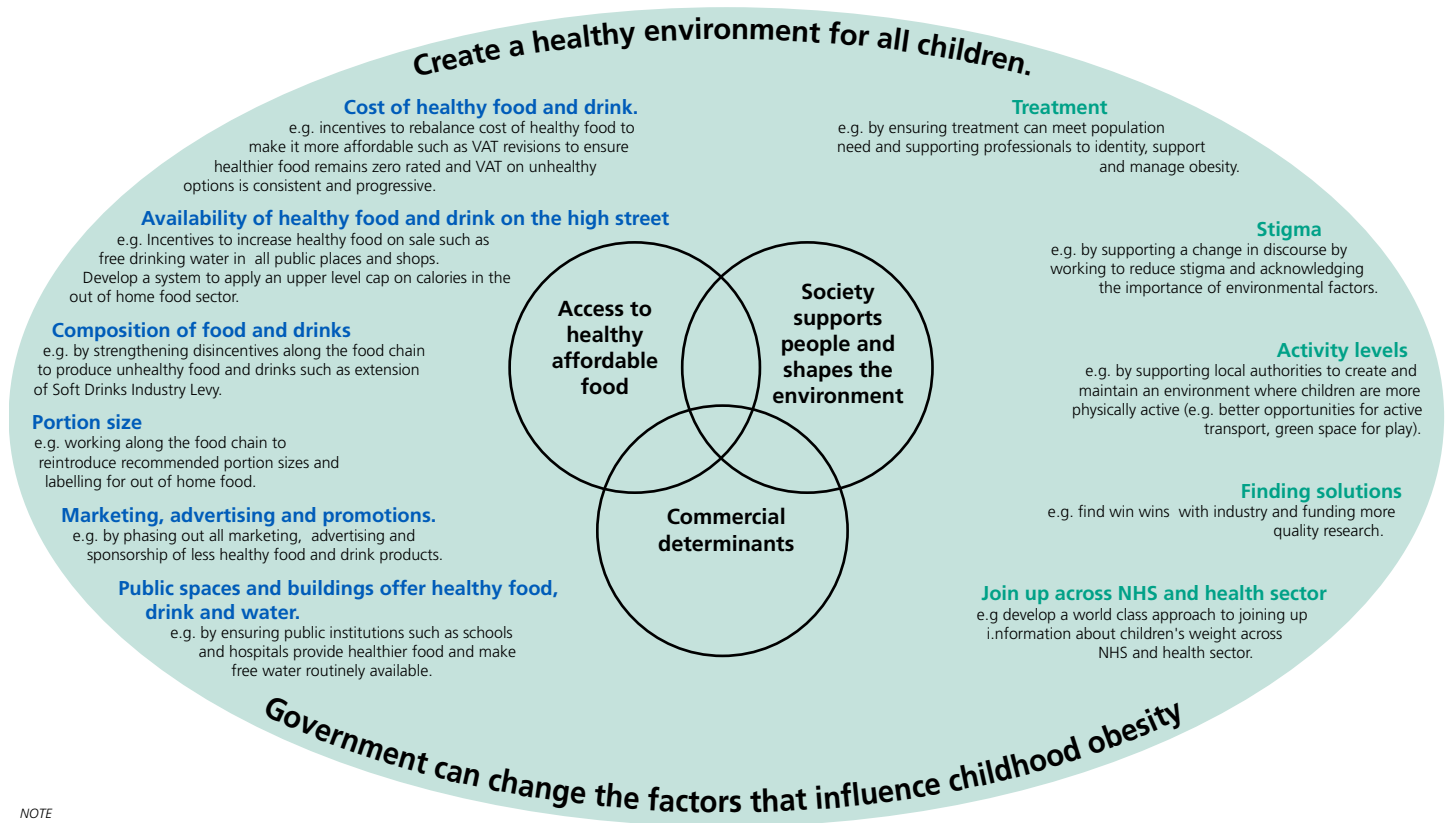 Create a healthy environment for all children.
Cost of healthy food and drink.
e.g. incentives to rebalance cost of healthy food to
make it more affordable such as VAT revisions to ensure
healthier food remains zero rated and VAT on unhealthy
options is consistent and progressive.
Availability of healthy food and drink on the high street
e.g. Incentives to increase healthy food on sale such as
free drinking water in all public places and shops.
Develop a system to apply an upper level cap on calories in the
out of home food sector.
Composition of food and drinks
e.g. by strengthening disincentives along the food chain
to produce unhealthy food and drinks such as extension
of Soft Drinks Industry Levy.
Portion size
e.g. working along the food chain to
reintroduce recommended portion sizes and
labelling for out of home food.
Marketing, advertising and promotions.
e.g. by phasing out all marketing, advertising and
sponsorship of less healthy food and drink products.
Public spaces and buildings offer healthy food,
drink and water.
e.g. by ensuring public institutions such as schools
and hospitals provide healthier food and make
free water routinely available.
Access to
healthy
affordable
food
Society
supports
people and
shapes the
environment
Commercial
determinants
Treatment
e.g. by ensuring treatment can meet population
need and supporting professionals to identity, support
and manage obesity.
Stigma
e.g. by supporting a change in discourse by
working to reduce stigma and acknowledging
the importance of environmental factors.
Activity levels
e.g. by supporting local authorities to create and
maintain an environment where children are more
physically active (e.g. better opportunities for active
transport, green space for play).
Finding solutions
e.g. find win wins with industry and funding more
quality research.
Join up across NHS and health sector
e.g develop a world class approach to joining up
i.nformation about children's weight across
NHS and health sector.
Government can change the factors that influence childhood obesity
NOTE